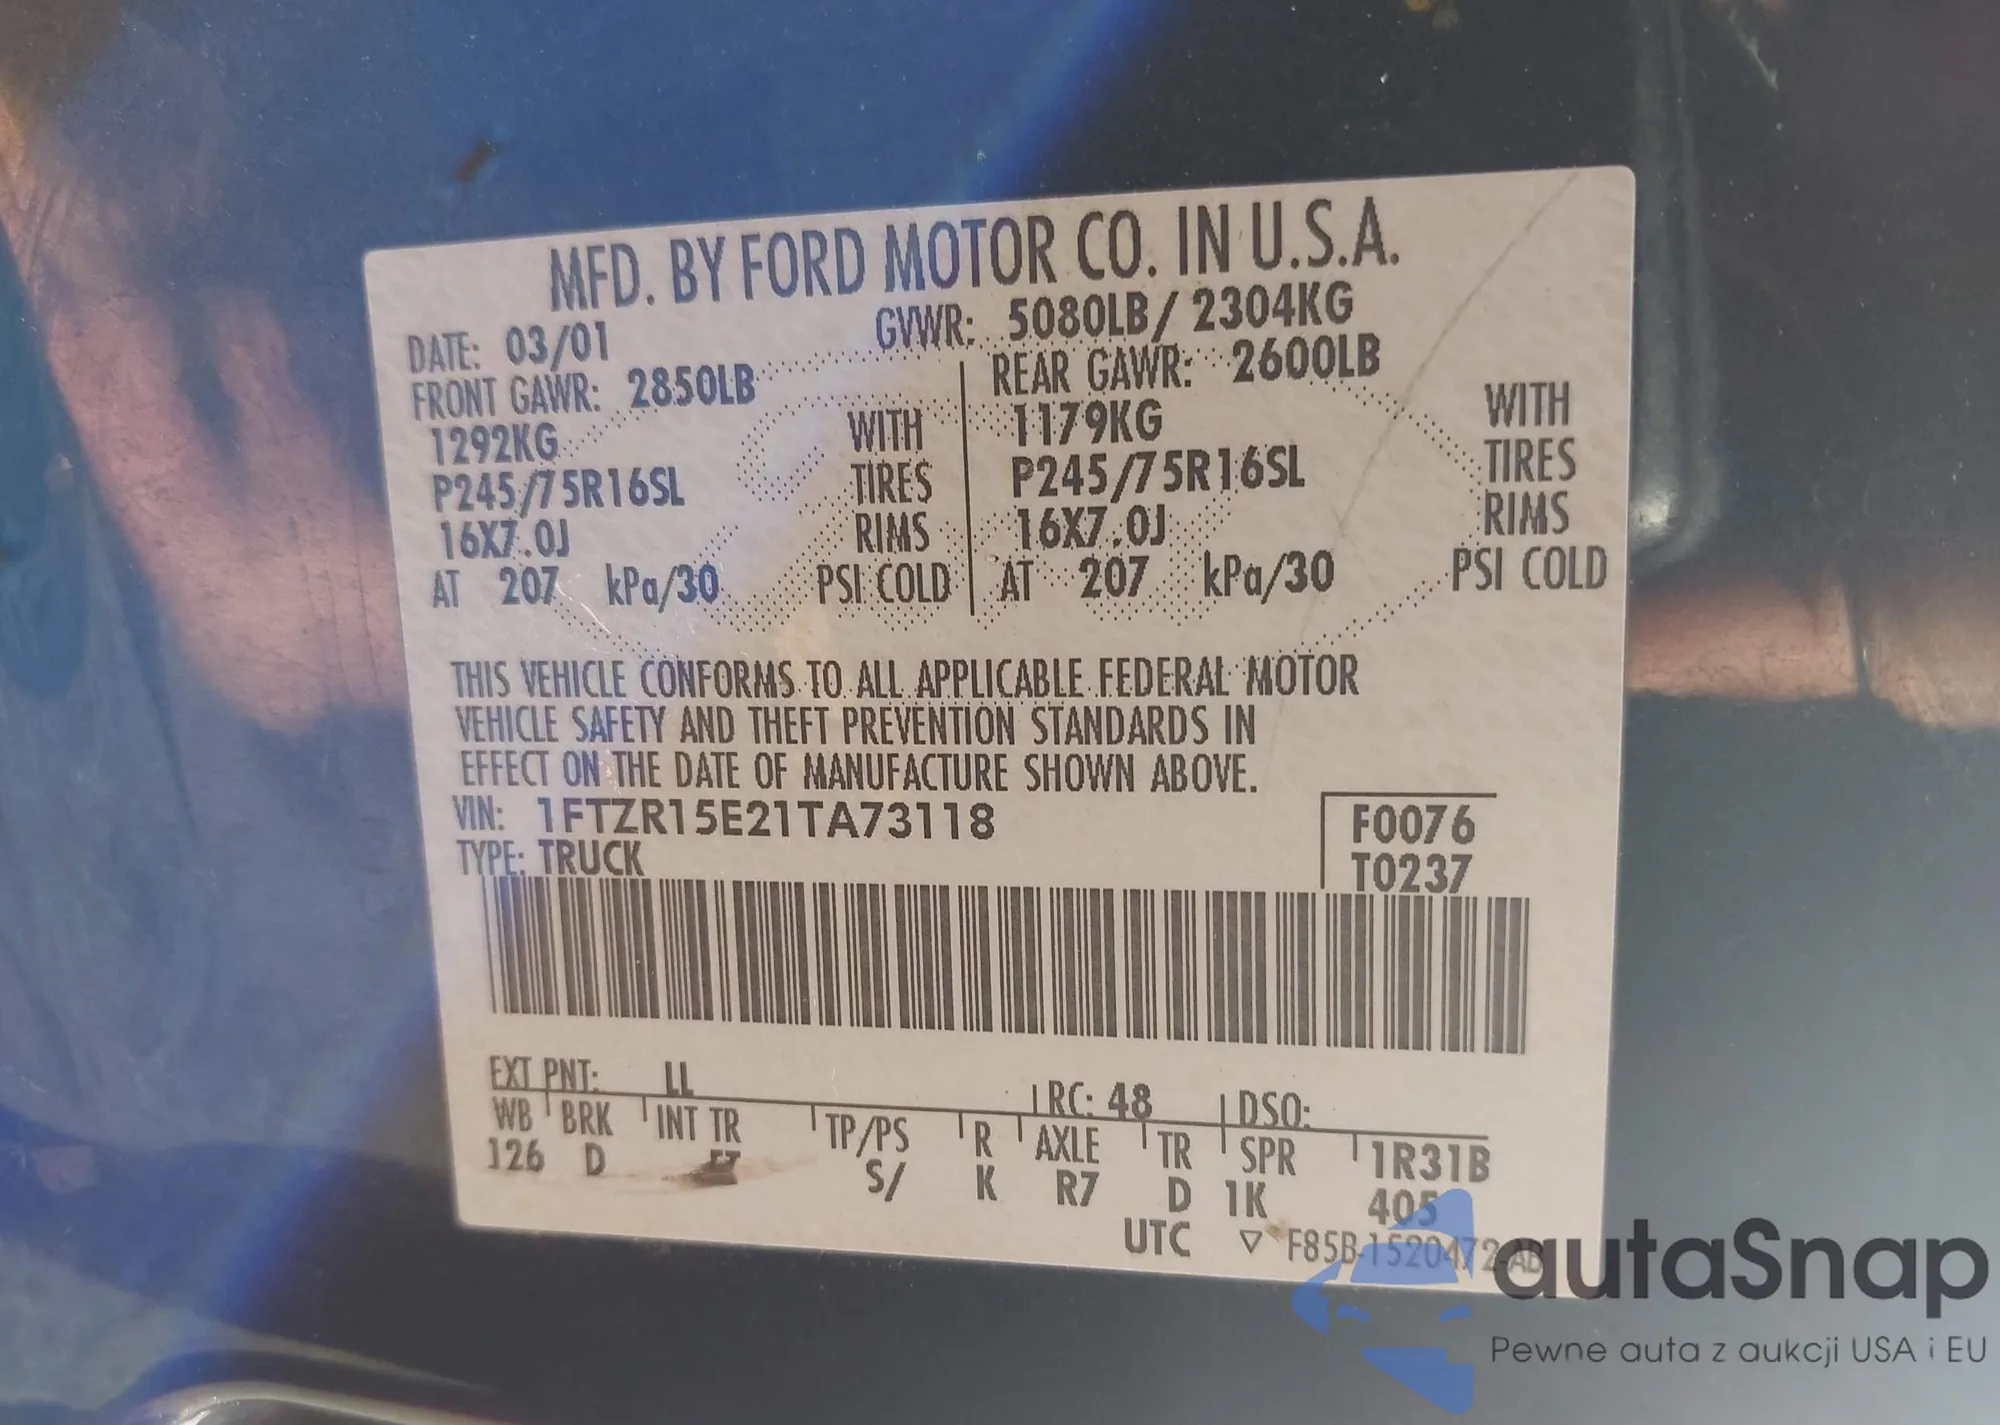 MFD. BY FORD MOTOR CO. IN U.S.A.
DATE: 03/01 GVWR: 5080LB/ 2304KG
FRONT GAWR: 2850LB REAR GAWR: 2600LB
1292KG WITH 1179KG WITH
P245/75R16SL TIRES P245/75R16SL TIRES
16X7.0J RIMS 16X7.0J RIMS
AT 207 kPa/30 PSI COLD AT 207 kPa/30 PSI COLD
THIS VEHICLE CONFORMS TO ALL APPLICABLE FEDERAL MOTOR
VEHICLE SAFETY AND THEFT PREVENTION STANDARDS IN
EFFECT ON THE DATE OF MANUFACTURE SHOWN ABOVE.
VIN: 1FTZR15E21TA73118 F0076
TYPE: TRUCK T0237
EXT PNT: LL RC: 48 DSO:
WB BRK INT TR TP/PS R AXLE TR SPR 1R31B
126 D S/ K R7 D 1K 405
UTC ▽ F85B-1520472-AB
autaSnap
Pewne auta z aukcji USA i EU